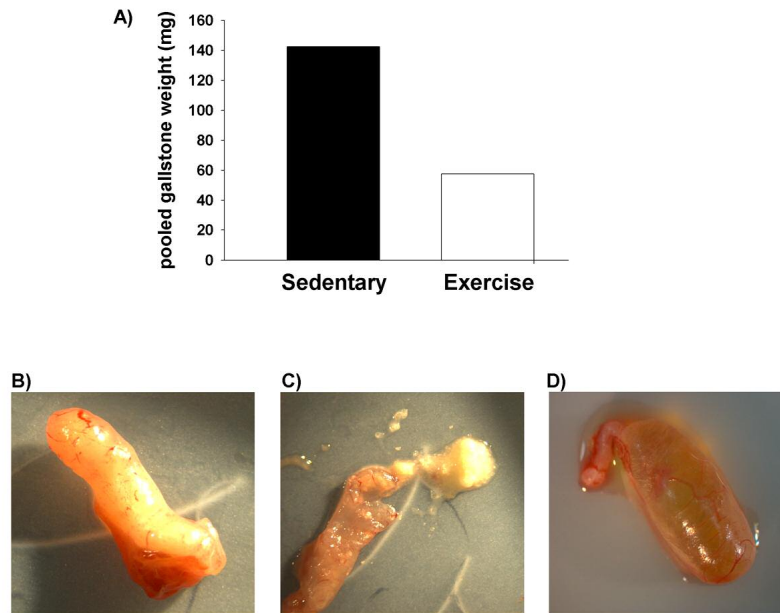 A)
pooled gallstone weight (mg)
160
140
120
100
80
60
40
20
0
Sedentary
Exercise
B)
C)
D)